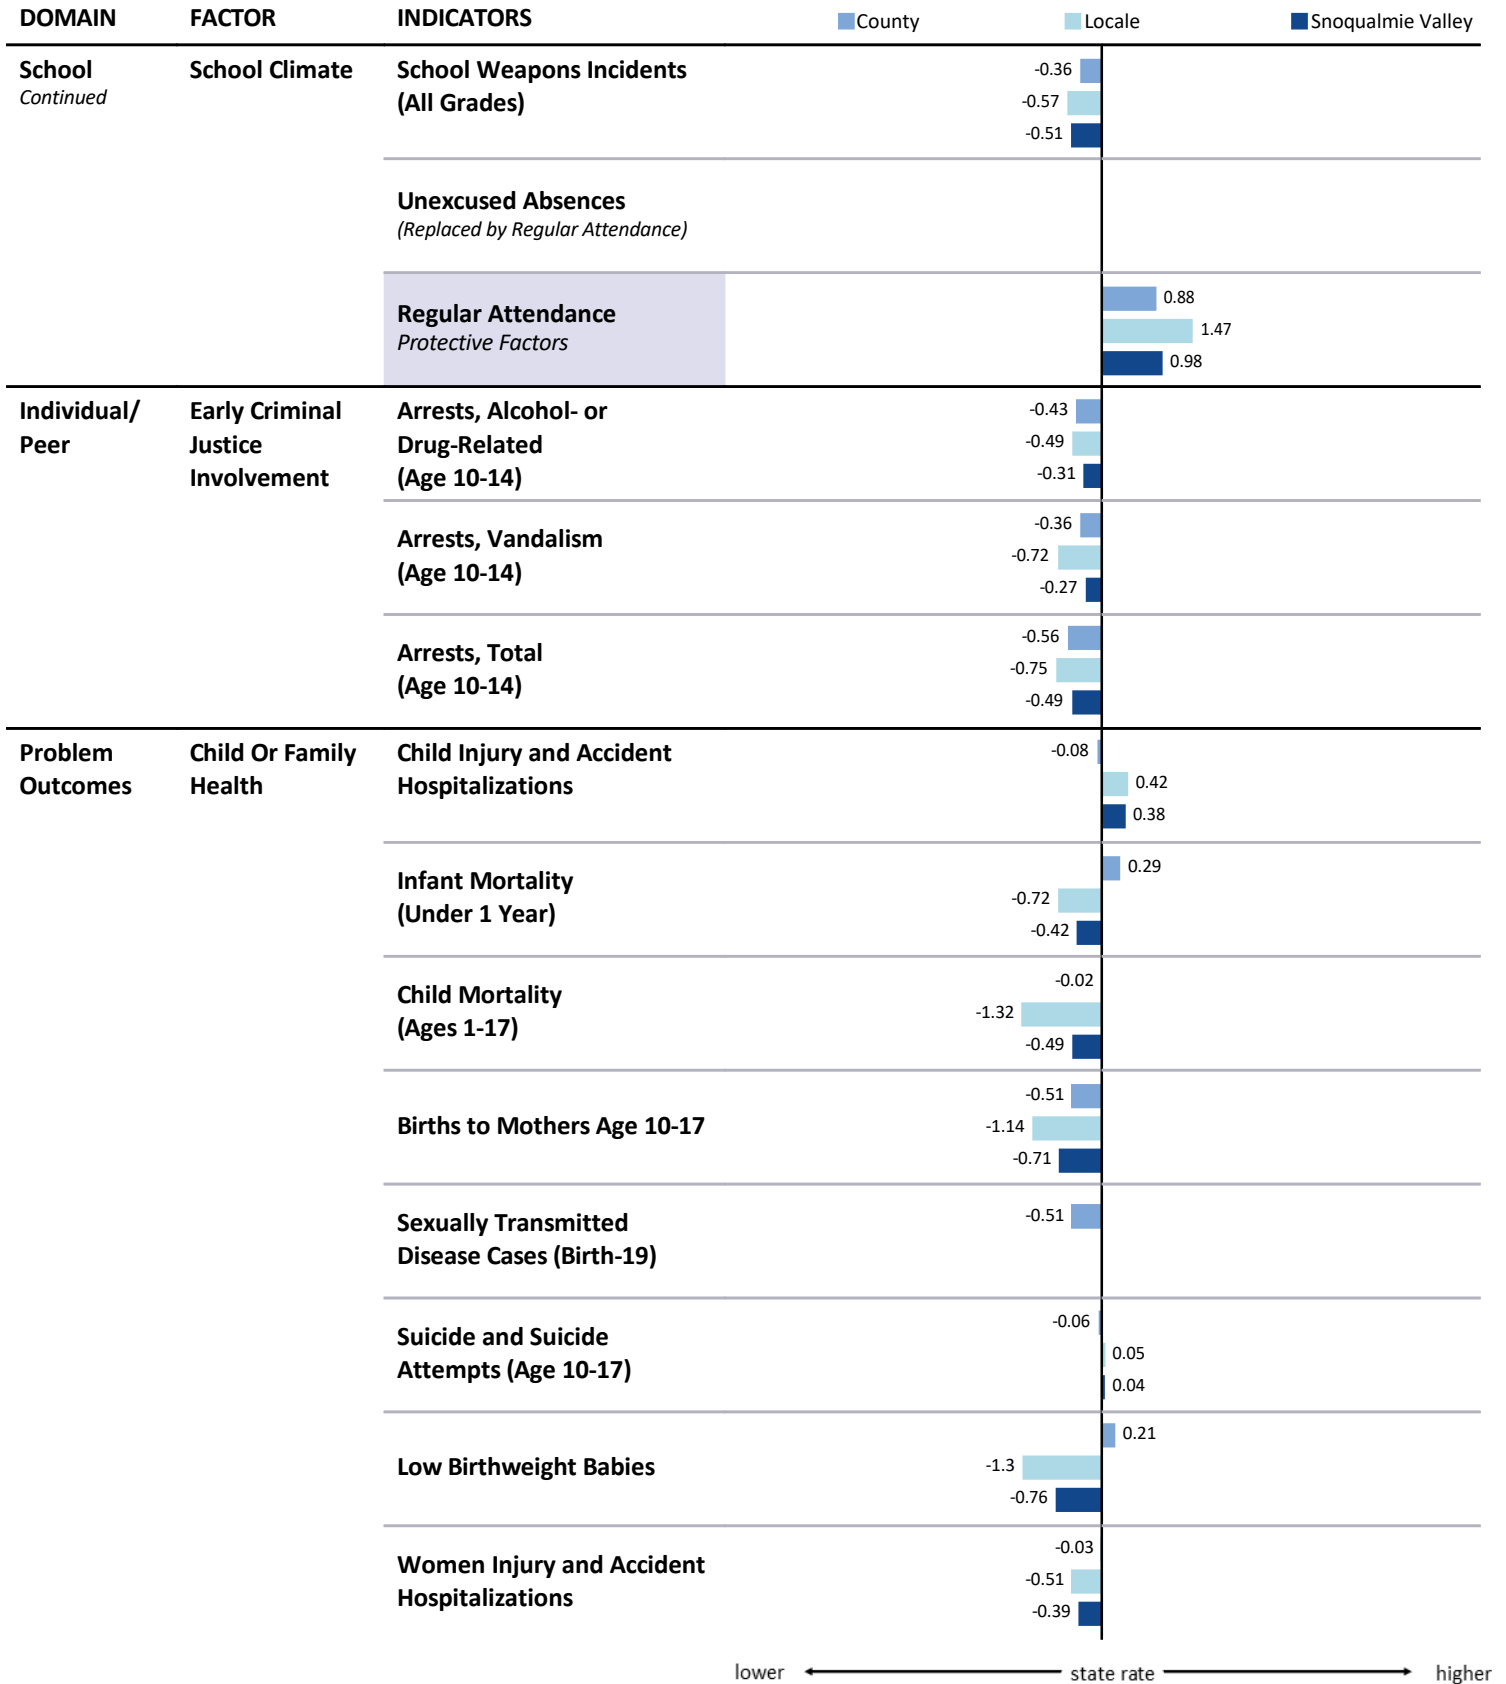 DOMAIN FACTOR INDICATORS County Locale Snoqualmie Valley
School School Climate School Weapons Incidents
Continued
(All Grades)
-0.36
-0.57
-0.51
Unexcused Absences
(Replaced by Regular Attendance)
Regular Attendance
Protective Factors
0.88
1.47
0.98
Individual/ Early Criminal Arrests, Alcohol- or
Peer Justice Drug-Related
Involvement (Age 10-14)
-0.43
-0.49
-0.31
Arrests, Vandalism
(Age 10-14)
-0.36
-0.72
-0.27
Arrests, Total
(Age 10-14)
-0.56
-0.75
-0.49
Problem Child Or Family Child Injury and Accident
Outcomes Health Hospitalizations
-0.08
0.42
0.38
Infant Mortality
(Under 1 Year)
0.29
-0.72
-0.42
Child Mortality
(Ages 1-17)
-0.02
-1.32
-0.49
Births to Mothers Age 10-17
-0.51
-1.14
-0.71
Sexually Transmitted
Disease Cases (Birth-19)
-0.51
Suicide and Suicide
Attempts (Age 10-17)
-0.06
0.05
0.04
Low Birthweight Babies
0.21
-1.3
-0.76
Women Injury and Accident
Hospitalizations
-0.03
-0.51
-0.39
lower state rate higher